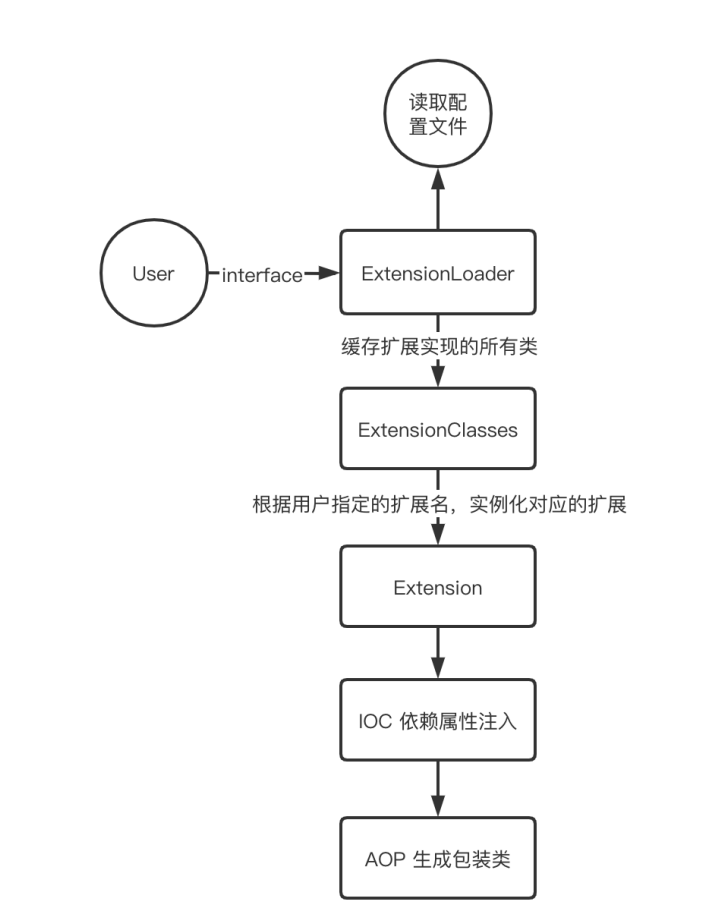 读取配
置文件
User
interface
ExtensionLoader
缓存扩展实现的所有类
ExtensionClasses
根据用户指定的扩展名，实例化对应的扩展
Extension
IOC 依赖属性注入
AOP 生成包装类